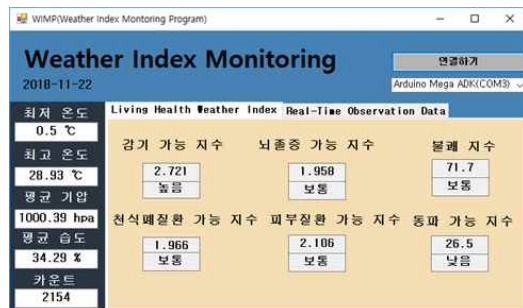 WIMP(Weather Index Montoring Program)
Weather Index Monitoring
2018-11-22
연결하기
Arduino Mega ADK(COM3)
Living Health Weather Index
Real-Time Observation Data
최저 온도
0.5 ℃
최고 온도
28.93 ℃
평균 기압
1000.39 hpa
평균 습도
34.29 %
카운트
2154
감기 가능 지수
2.721
높음
뇌졸증 가능 지수
1.958
보통
불쾌 지수
71.7
보통
천식폐질환 가능 지수
1.966
보통
피부질환 가능 지수
2.106
보통
동파 가능 지수
26.5
낮음